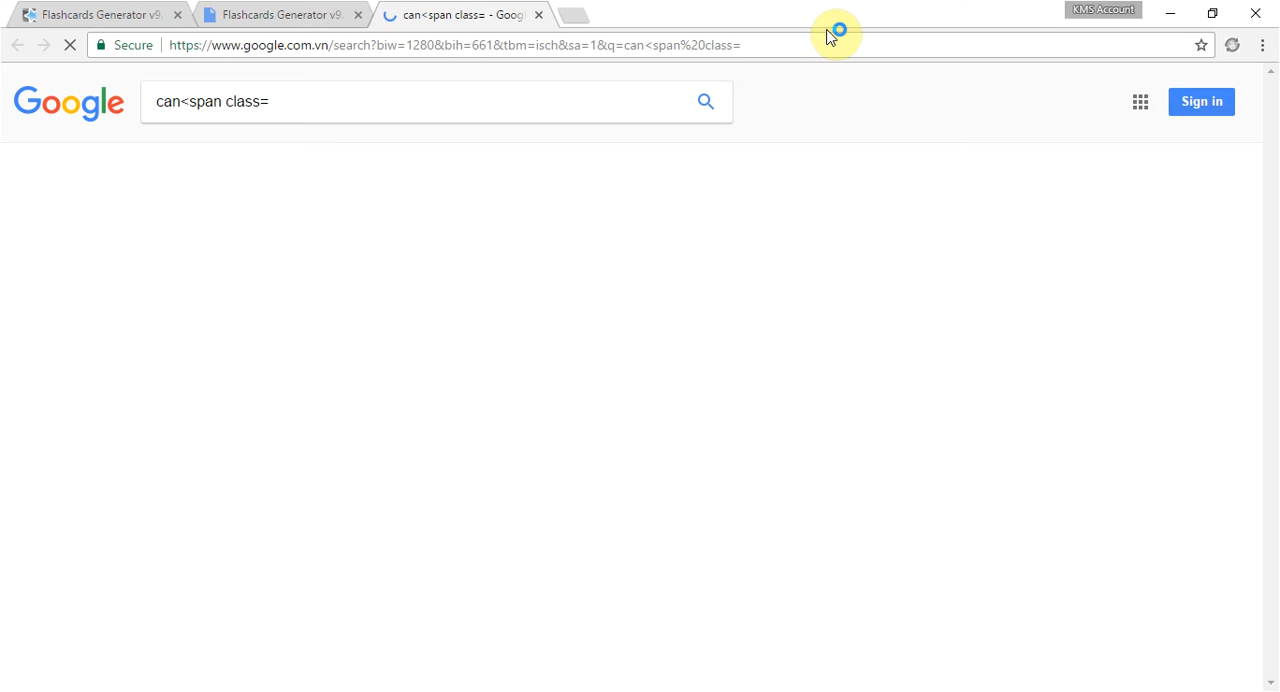 Flashcards Generator v9.
Flashcards Generator v9.
can<span class= - Goog
KMS Account
Secure
https://www.google.com.vn/search?biw=1280&bih=661&tbm=isch&sa=1&q=can<span%20class=
Google
can<span class=
Sign in